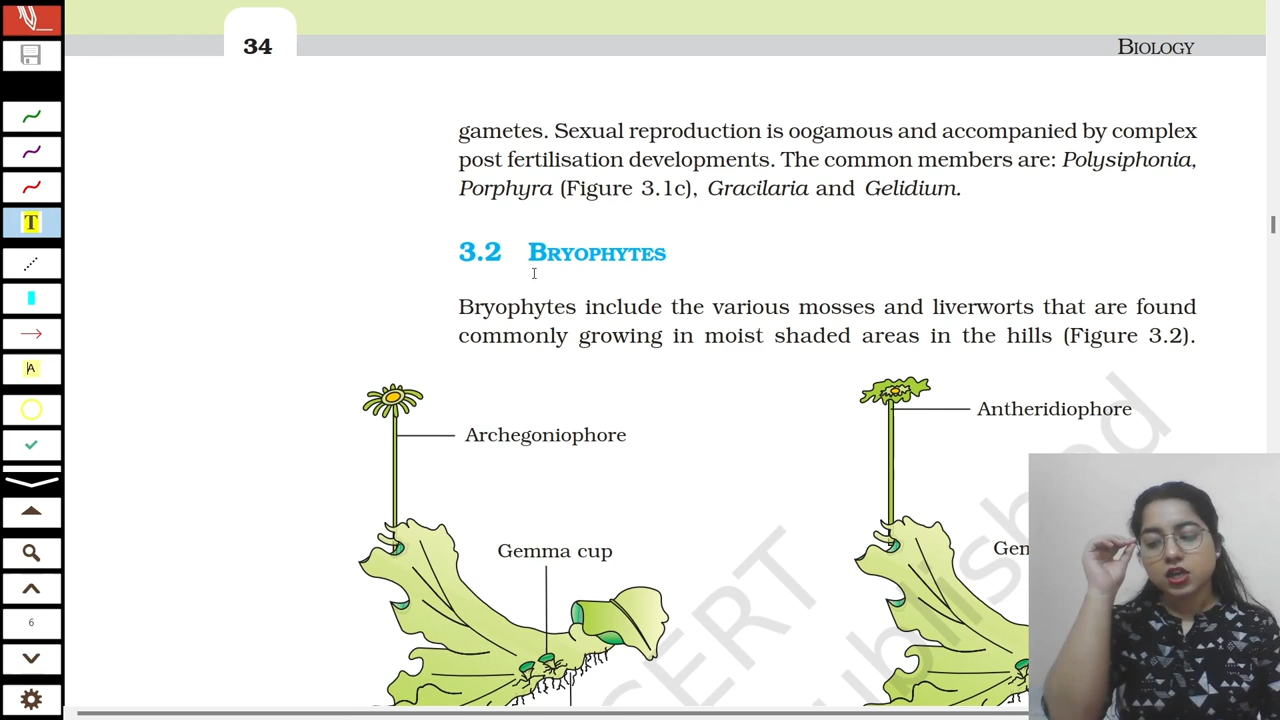 34
BIOLOGY
gametes. Sexual reproduction is oogamous and accompanied by complex
post fertilisation developments. The common members are: Polysiphonia,
Porphyra (Figure 3.1c), Gracilaria and Gelidium.
3.2 BRYOPHYTES
Bryophytes include the various mosses and liverworts that are found
commonly growing in moist shaded areas in the hills (Figure 3.2).
Archegoniophore
Antheridiophore
Gemma cup
Gem
T
A
6